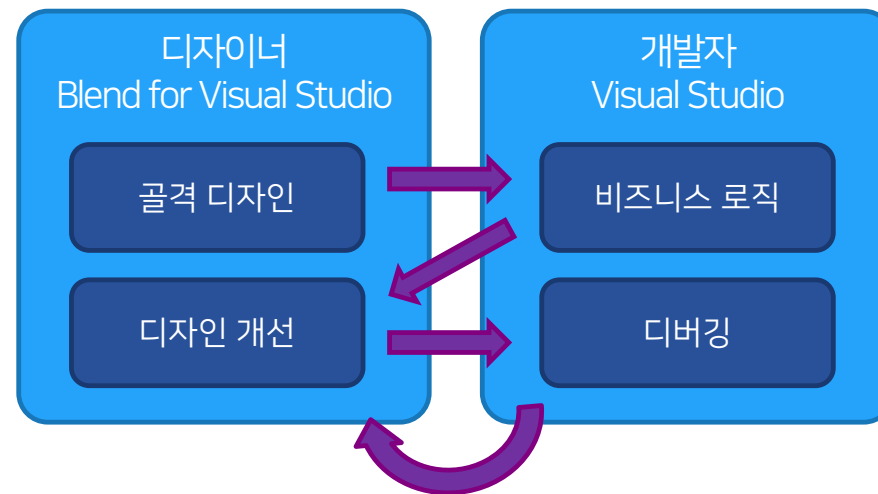 디자이너
Blend for Visual Studio
골격 디자인
디자인 개선
개발자
Visual Studio
비즈니스 로직
디버깅